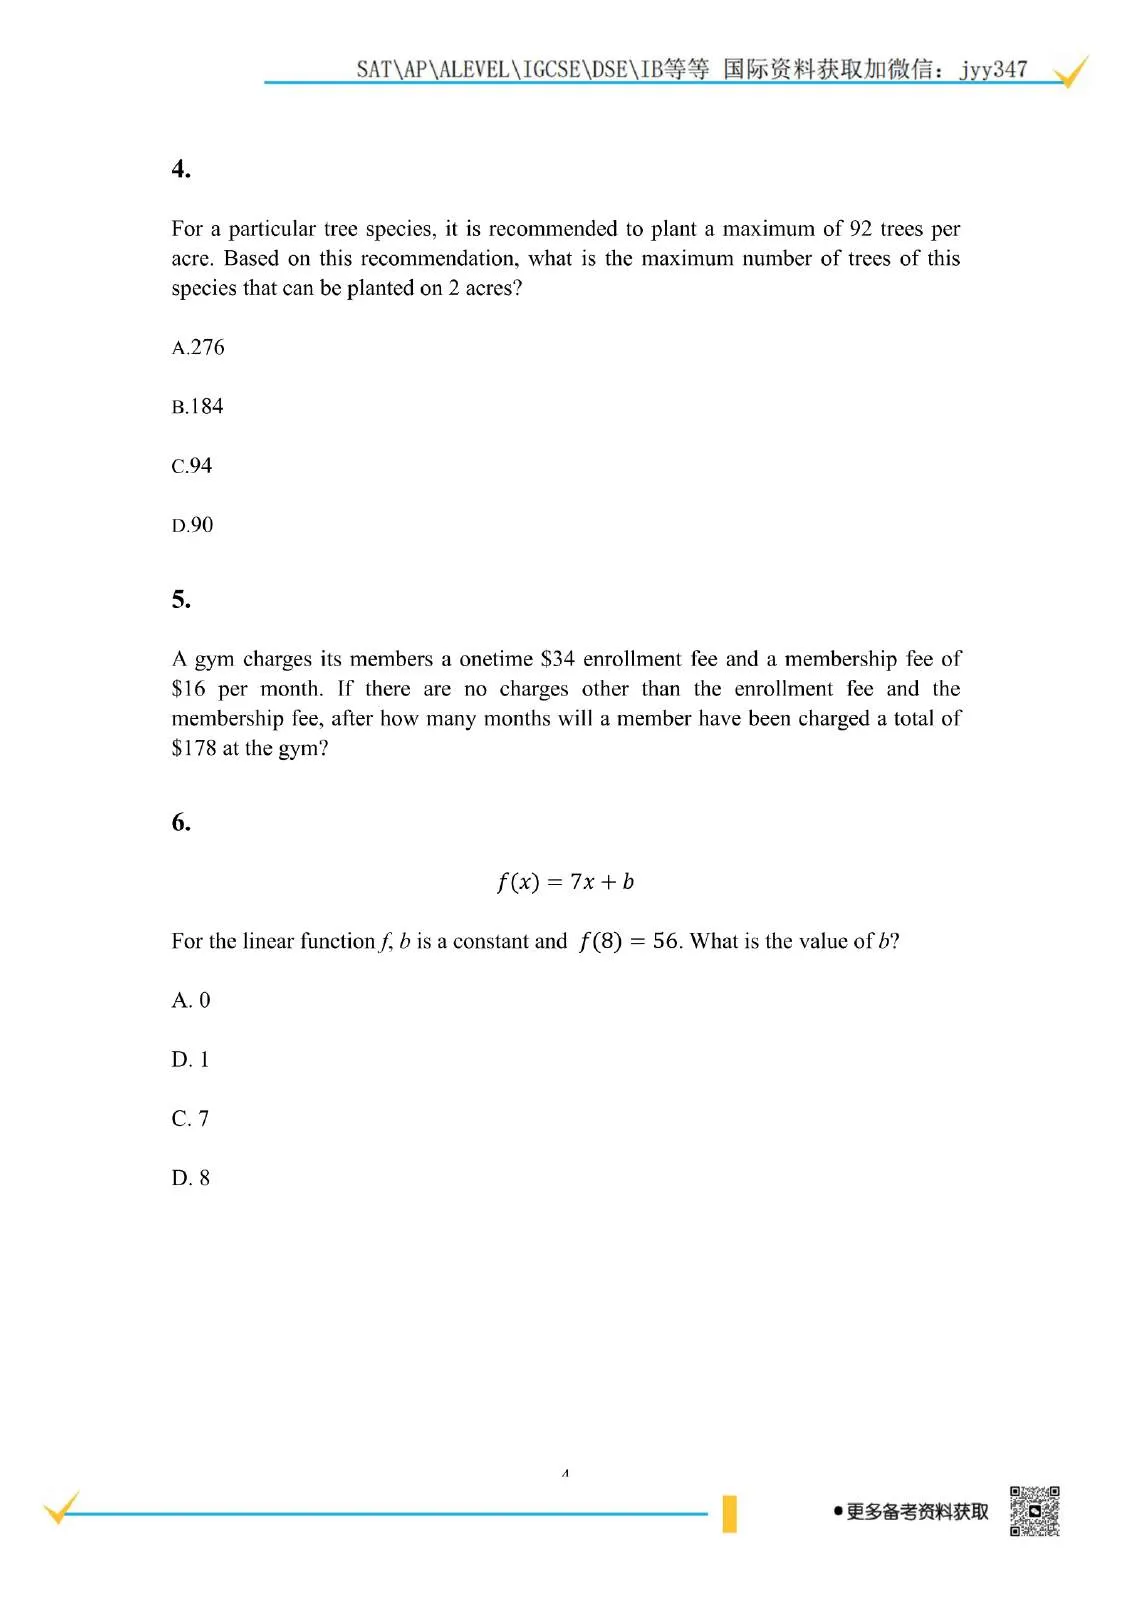 SAT\AP\ALEVEL\IGCSE\DSE\IB等等 国际资料获取加微信：jyy347
4.
For a particular tree species, it is recommended to plant a maximum of 92 trees per
acre. Based on this recommendation, what is the maximum number of trees of this
species that can be planted on 2 acres?
A.276
B.184
C.94
D.90
5.
A gym charges its members a onetime $34 enrollment fee and a membership fee of
$16 per month. If there are no charges other than the enrollment fee and the
membership fee, after how many months will a member have been charged a total of
$178 at the gym?
6.
f(x) = 7x + b
For the linear function f, b is a constant and f(8) = 56. What is the value of b?
A. 0
D. 1
C. 7
D. 8
4
•更多备考资料获取